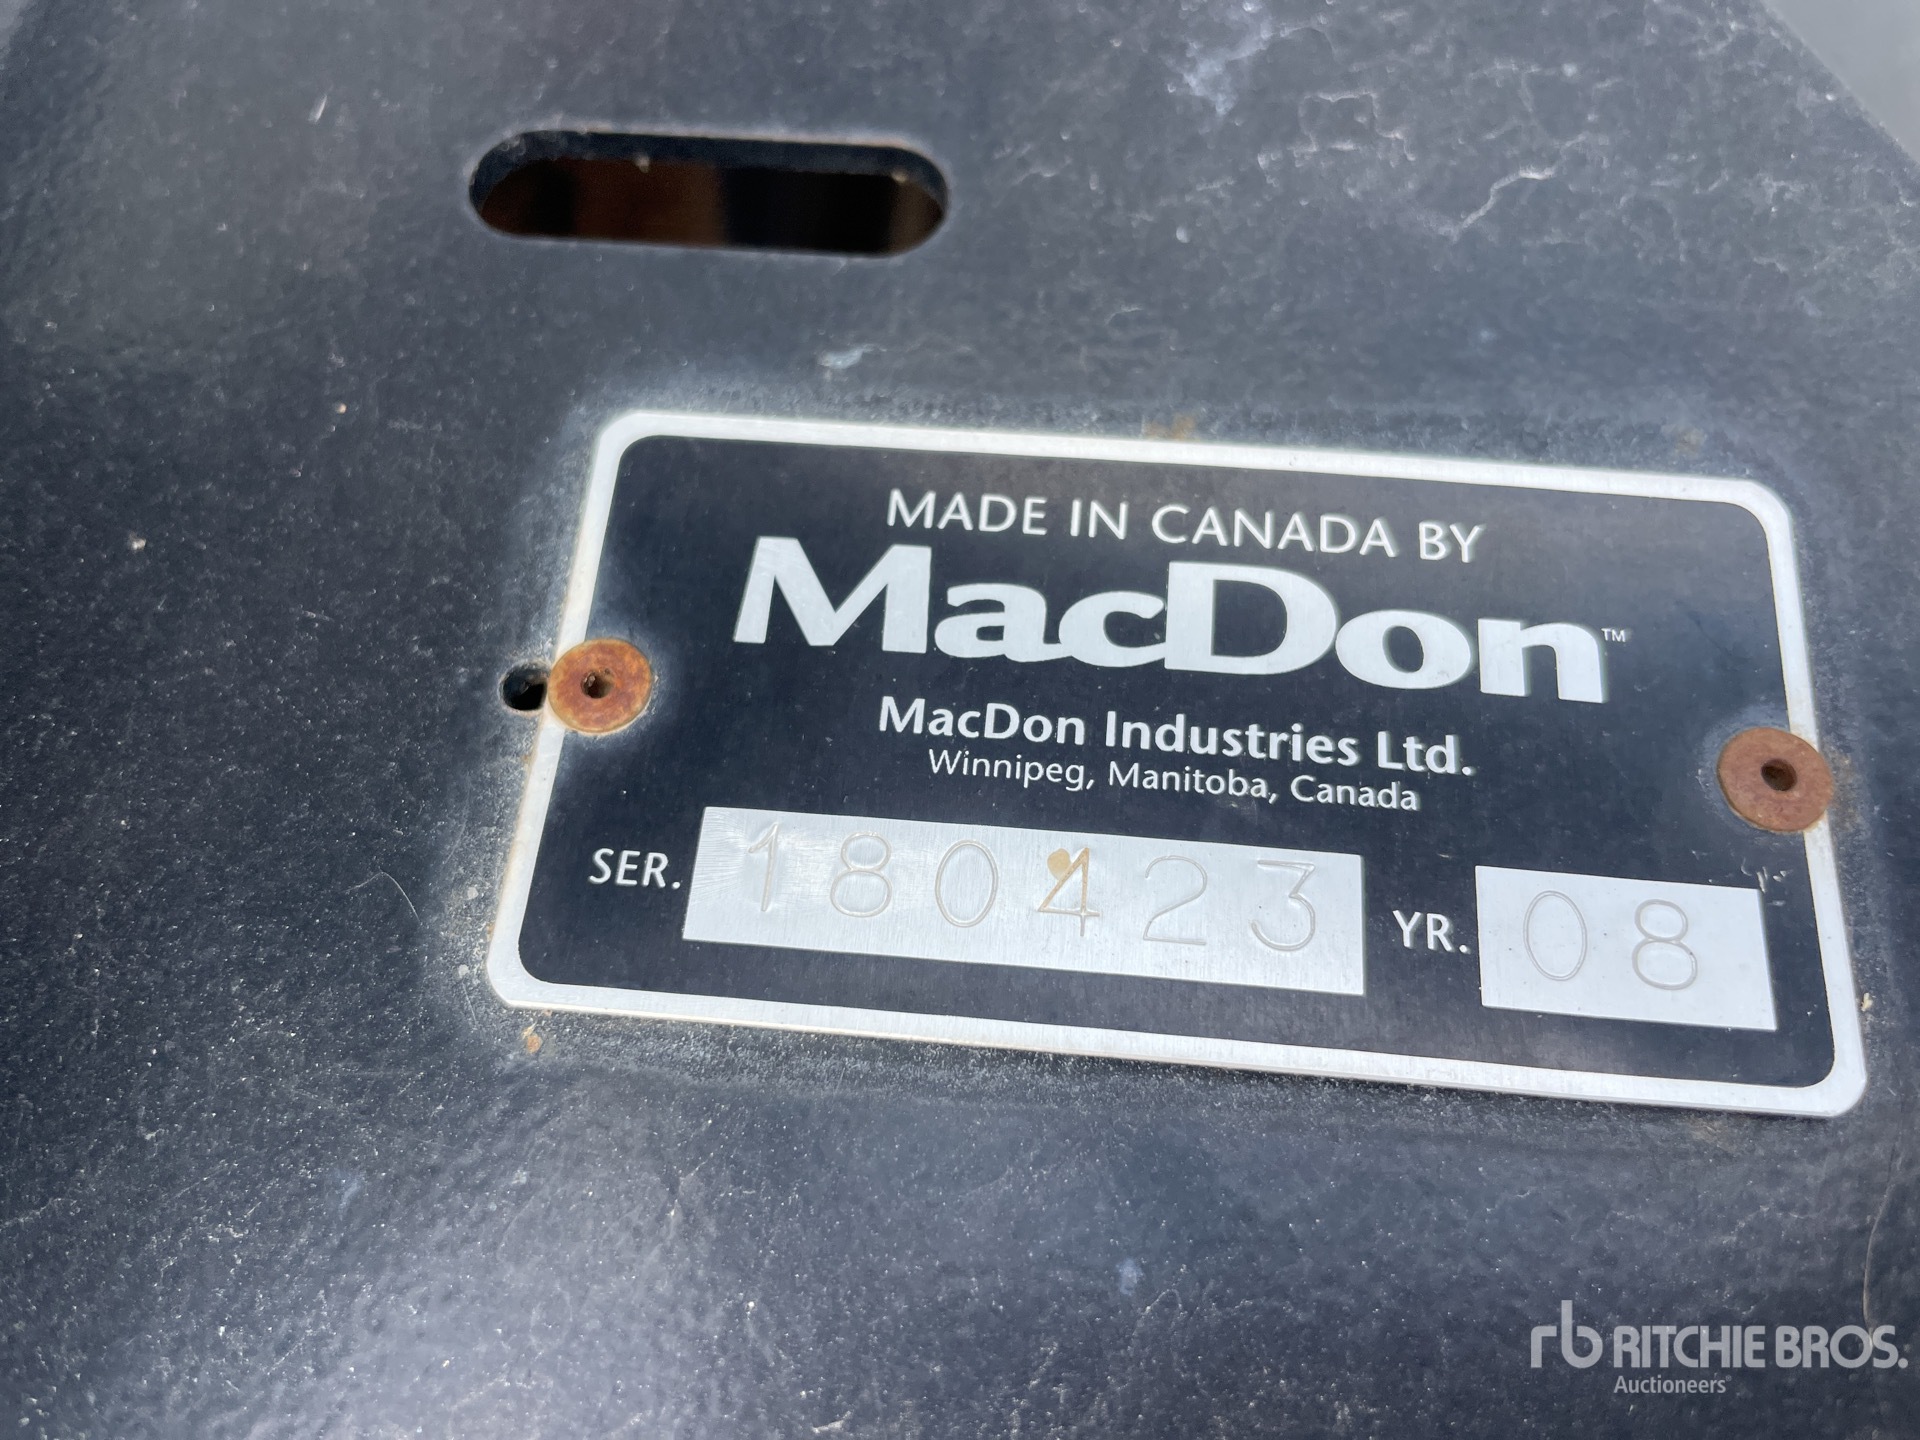 MADE IN CANADA BY
MacDon™
MacDon Industries Ltd.
Winnipeg, Manitoba, Canada
SER. 180423 YR. 08
rb RITCHIE BROS.
Auctioneers